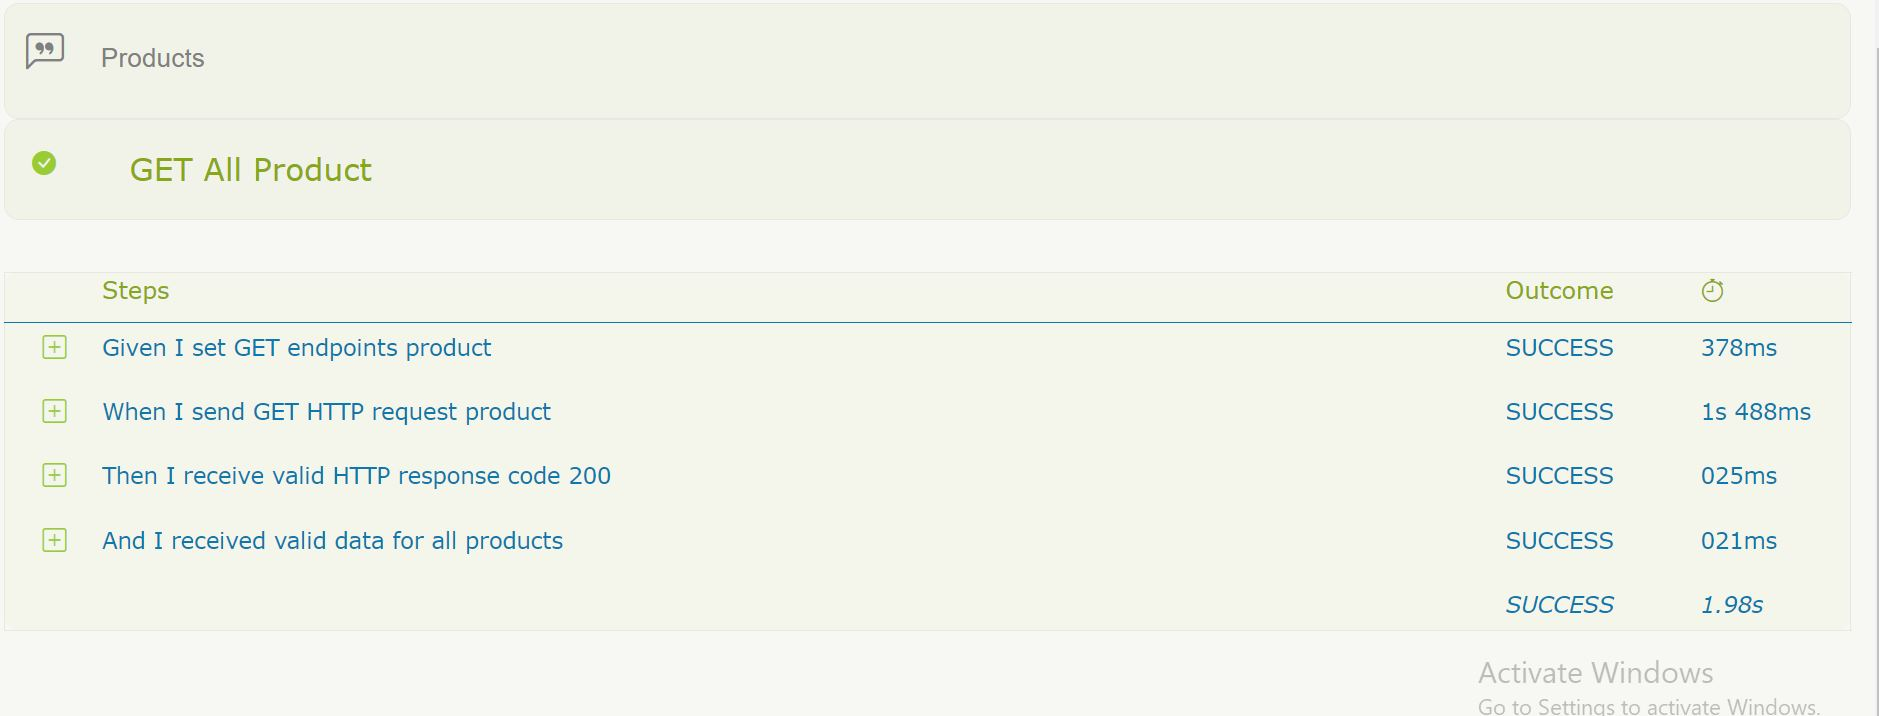 Products
GET All Product
Steps Outcome
Given I set GET endpoints product SUCCESS 378ms
When I send GET HTTP request product SUCCESS 1s 488ms
Then I receive valid HTTP response code 200 SUCCESS 025ms
And I received valid data for all products SUCCESS 021ms
SUCCESS 1.98s
Activate Windows
Go to Settings to activate Windows.